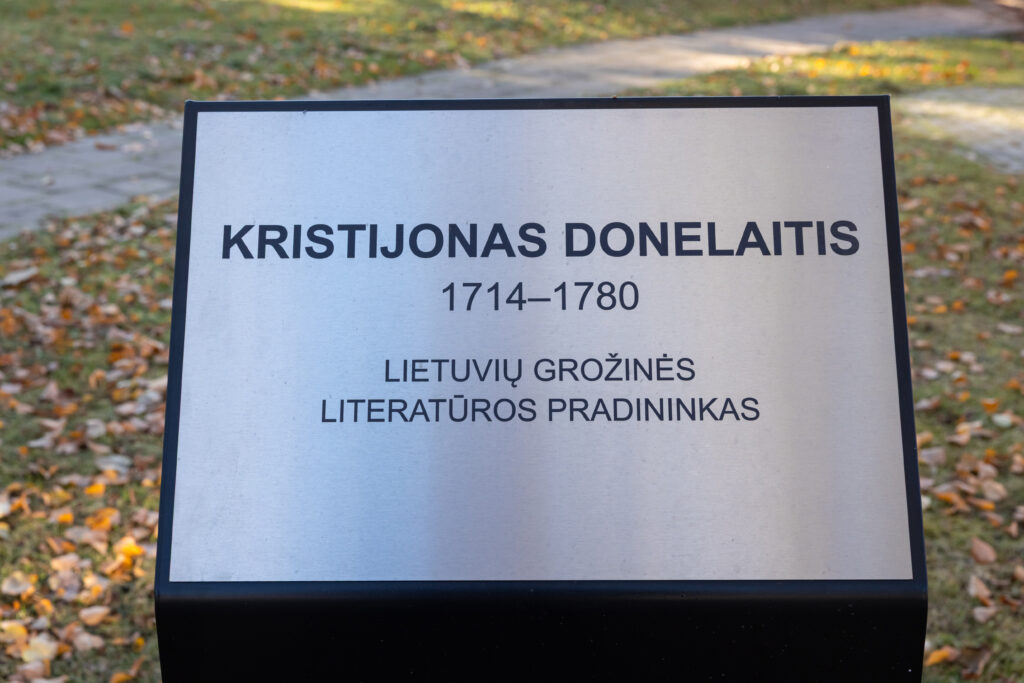 KRISTIJONAS DONELAITIS
1714–1780
LIETUVIŲ GROŽINĖS
LITERATŪROS PRADININKAS